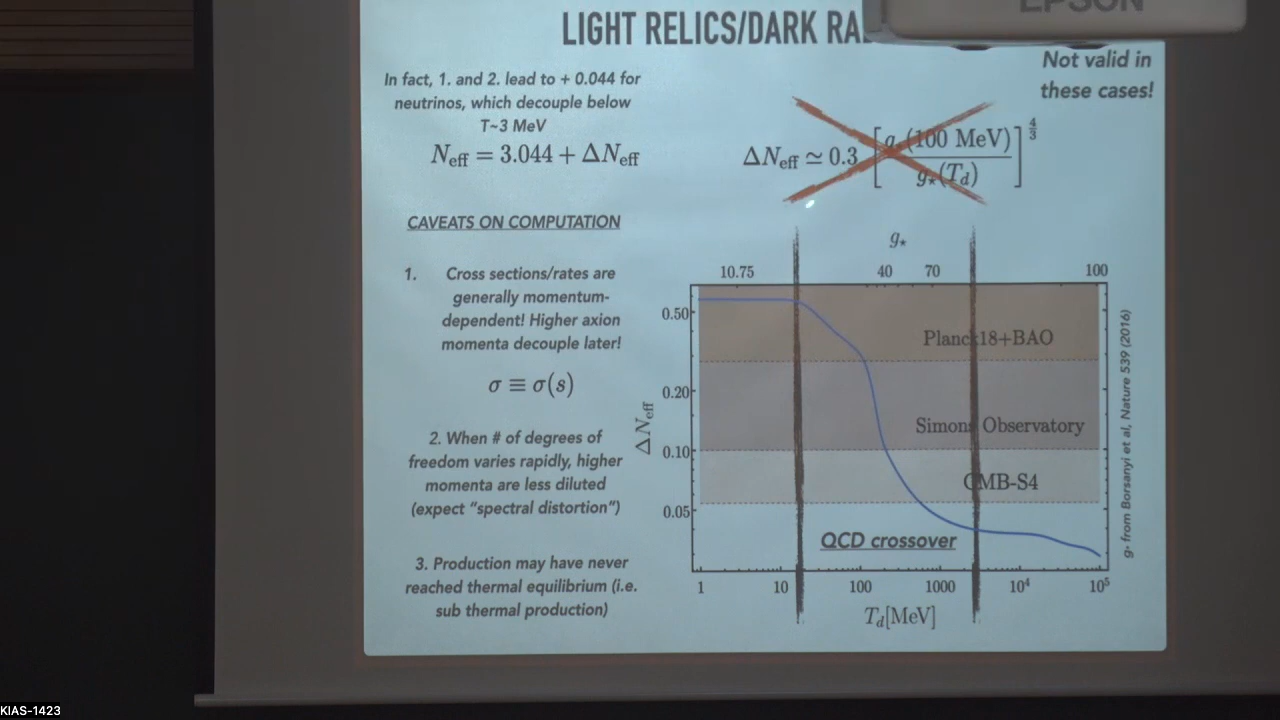 EPSON
LIGHT RELICS/DARK
Not valid in
these cases!
In fact, 1. and 2. lead to + 0.044 for
neutrinos, which decouple below
T~3 MeV
N_eff = 3.044 + ΔN_eff
ΔN_eff ≃ 0.3 [g⋆(100 MeV)/g⋆(T_d)]^{4/3}
CAVEATS ON COMPUTATION
1. Cross sections/rates are
generally momentum-
dependent! Higher axion
momenta decouple later!
σ ≡ σ(s)
2. When # of degrees of
freedom varies rapidly, higher
momenta are less diluted
(expect “spectral distortion”)
3. Production may have never
reached thermal equilibrium (i.e.
sub thermal production)
g⋆
10.75 40 70 100
0.50
0.20
0.10
0.05
ΔN_eff
Planck18+BAO
Simons Observatory
CMB-S4
QCD crossover
1 10 100 1000 10^4 10^5
T_d[MeV]
g* from Borsanyi et al, Nature 539 (2016)
KIAS-1423